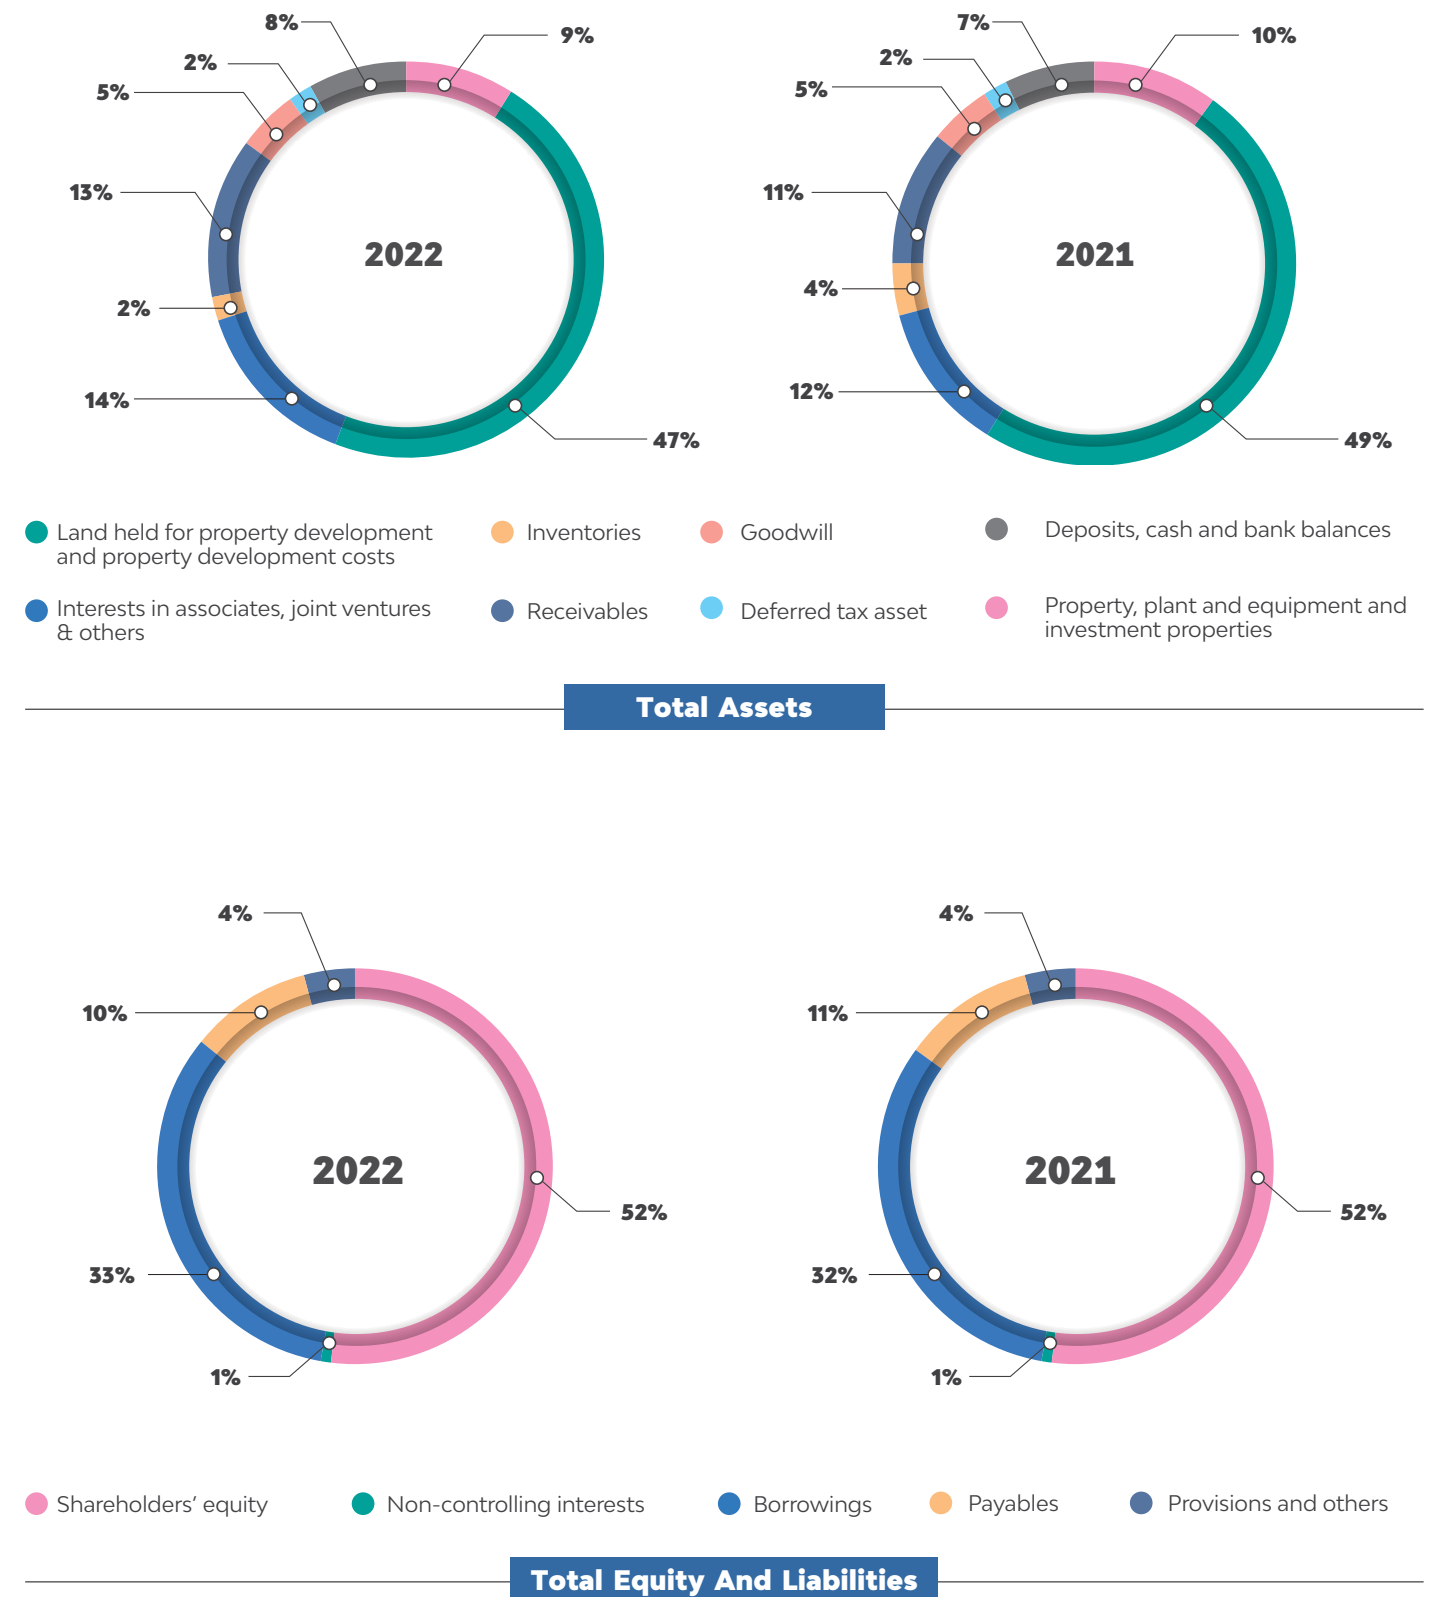 8%
9%
2%
5%
13%
2022
2%
14%
47%
7%
10%
2%
5%
11%
2021
4%
12%
49%
Land held for property development
and property development costs
Inventories
Goodwill
Deposits, cash and bank balances
Interests in associates, joint ventures
& others
Receivables
Deferred tax asset
Property, plant and equipment and
investment properties
Total Assets
4%
10%
2022
52%
33%
1%
4%
11%
2021
52%
32%
1%
Shareholders’ equity
Non-controlling interests
Borrowings
Payables
Provisions and others
Total Equity And Liabilities